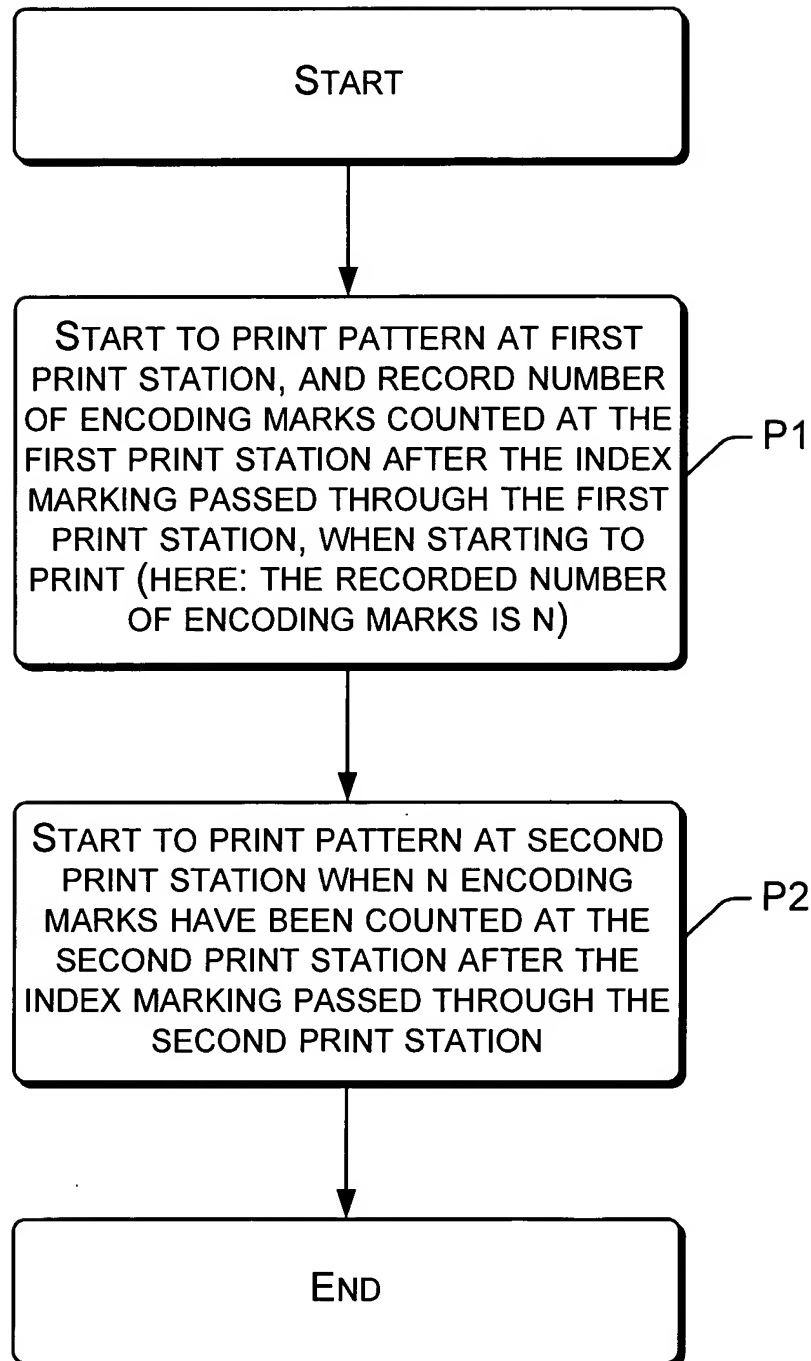 START
START TO PRINT PATTERN AT FIRST
PRINT STATION, AND RECORD NUMBER
OF ENCODING MARKS COUNTED AT THE
FIRST PRINT STATION AFTER THE INDEX
MARKING PASSED THROUGH THE FIRST
PRINT STATION, WHEN STARTING TO
PRINT (HERE: THE RECORDED NUMBER
OF ENCODING MARKS IS N)
P1
START TO PRINT PATTERN AT SECOND
PRINT STATION WHEN N ENCODING
MARKS HAVE BEEN COUNTED AT THE
SECOND PRINT STATION AFTER THE
INDEX MARKING PASSED THROUGH THE
SECOND PRINT STATION
P2
END